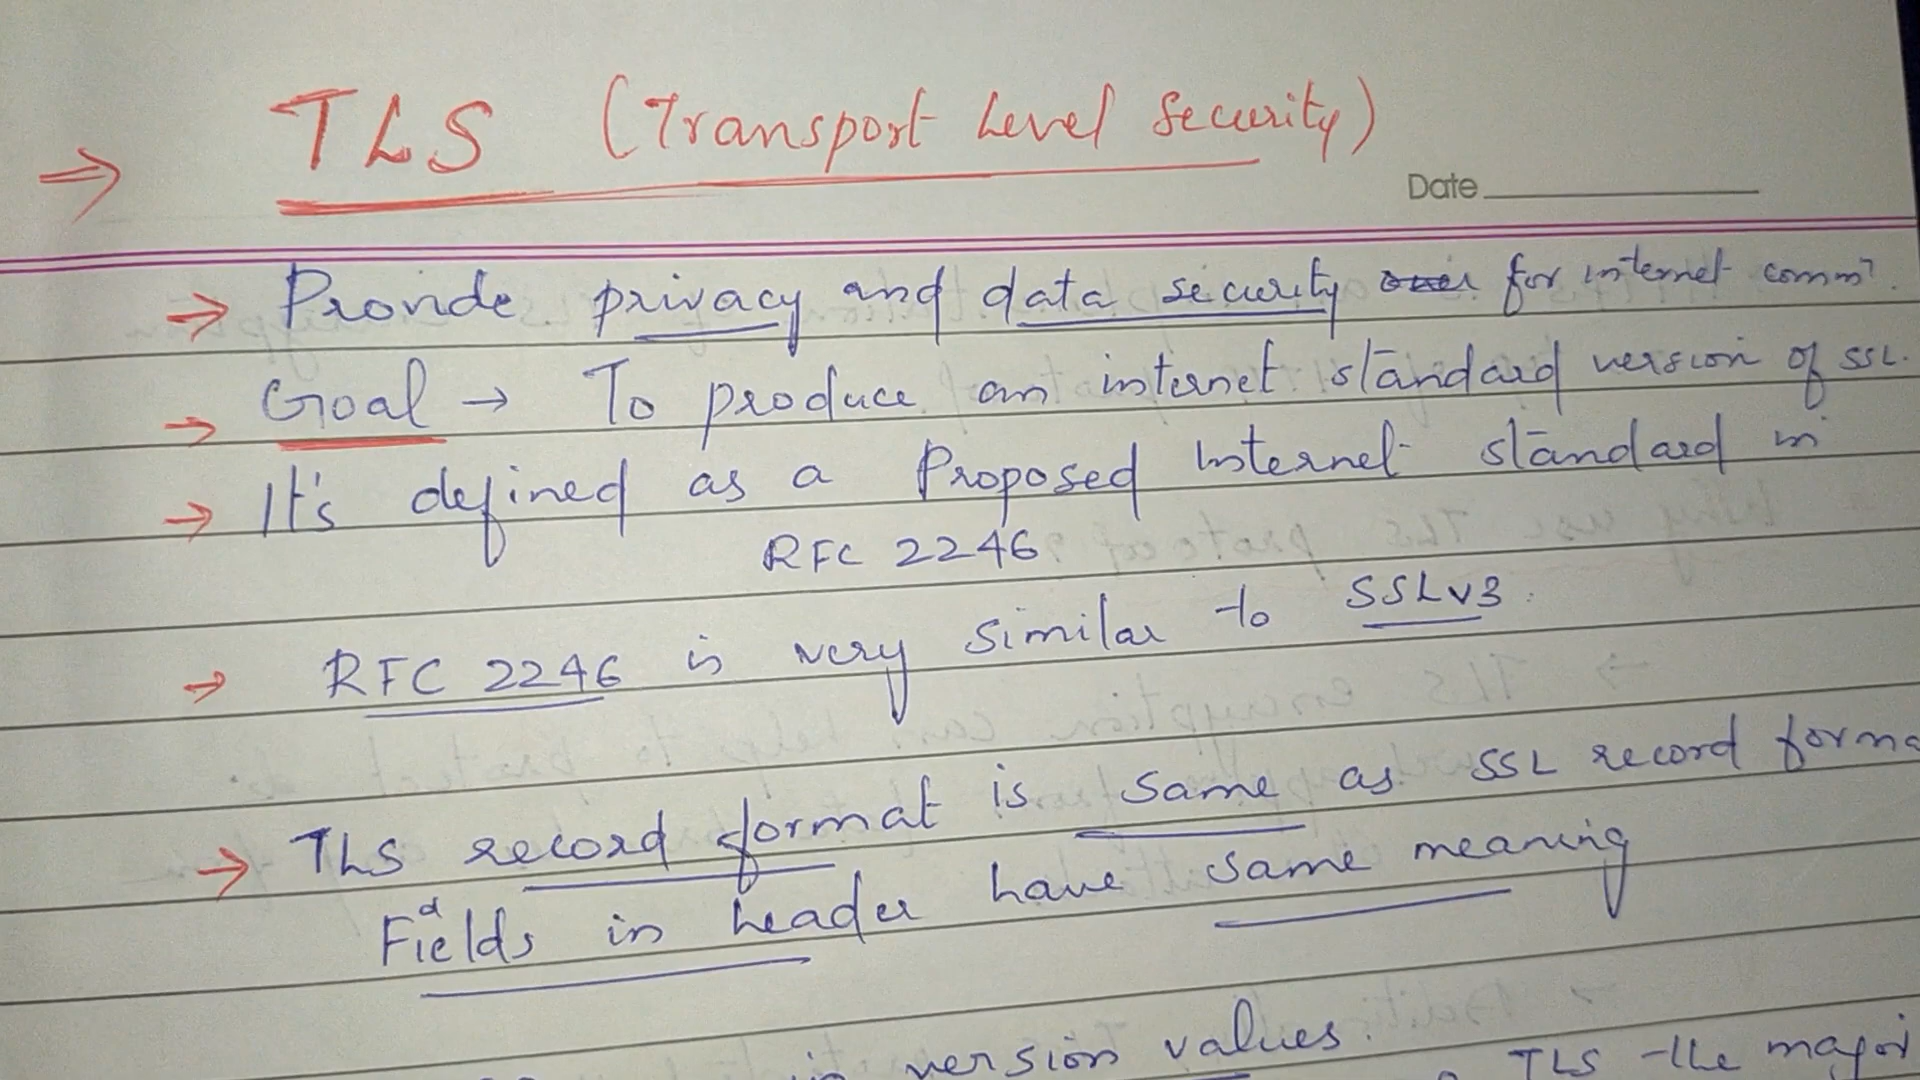 ⇒ TLS (Transport Level Security)
Date
→ Provide privacy and data security for internet commn.
→ Goal → To produce an internet standard version of SSL.
→ It's defined as a Proposed Internet standard in
RFC 2246
→ RFC 2246 is very similar to SSLv3.
→ TLS record format is same as SSL record forma
Fields in header have same meaning
in version values.
TLS the major